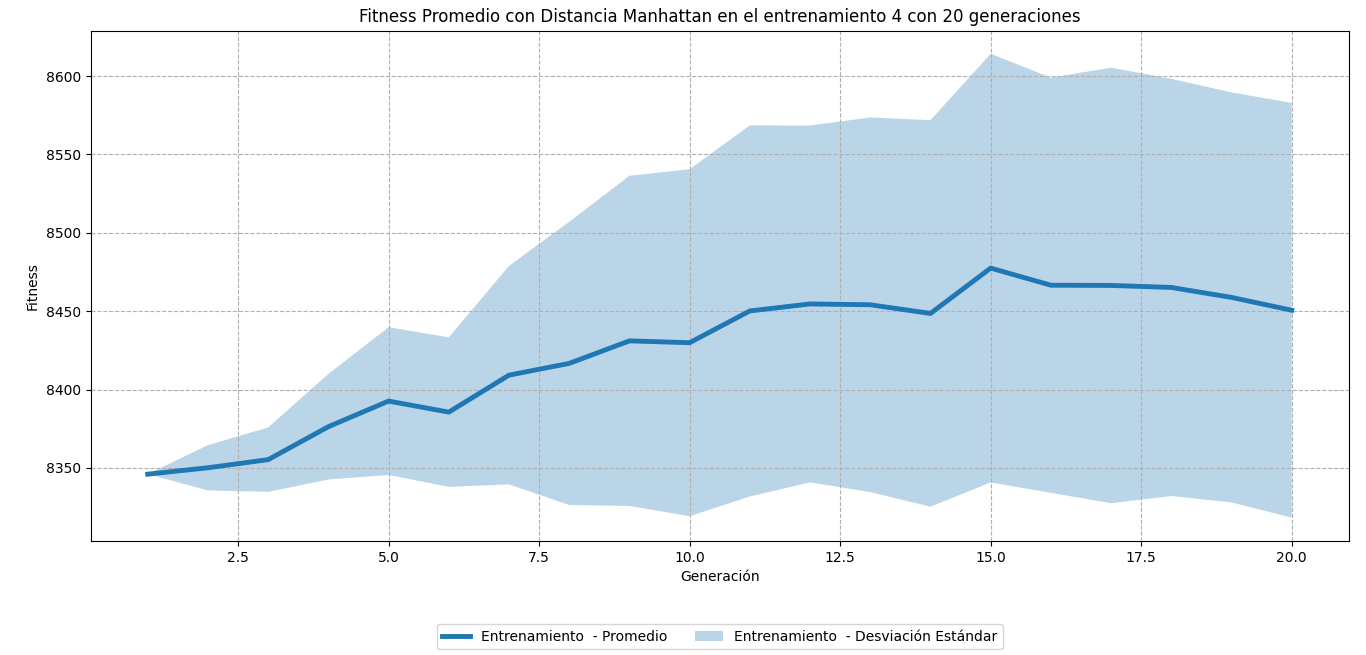 Fitness Promedio con Distancia Manhattan en el entrenamiento 4 con 20 generaciones
Fitness
8600
8550
8500
8450
8400
8350
2.5 5.0 7.5 10.0 12.5 15.0 17.5 20.0
Generación
Entrenamiento - Promedio Entrenamiento - Desviación Estándar